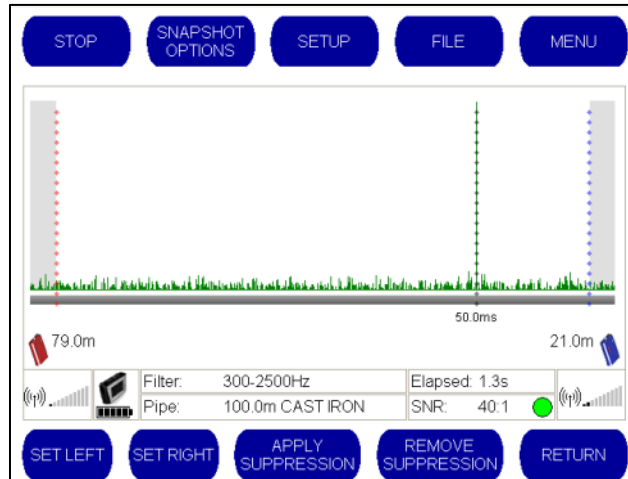 STOP
SNAPSHOT
OPTIONS
SETUP
FILE
MENU
50.0ms
79.0m
21.0m
Filter: 300-2500Hz
Elapsed: 1.3s
Pipe: 100.0m CAST IRON
SNR: 40:1
SET LEFT
SET RIGHT
APPLY
SUPPRESSION
REMOVE
SUPPRESSION
RETURN